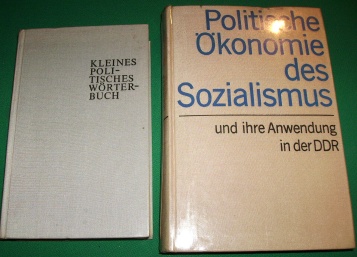 KLEINES
POLI-
TISCHES
WÖRTER-
BUCH
Politische
Ökonomie
des
Sozialismus
und ihre Anwendung
in der DDR